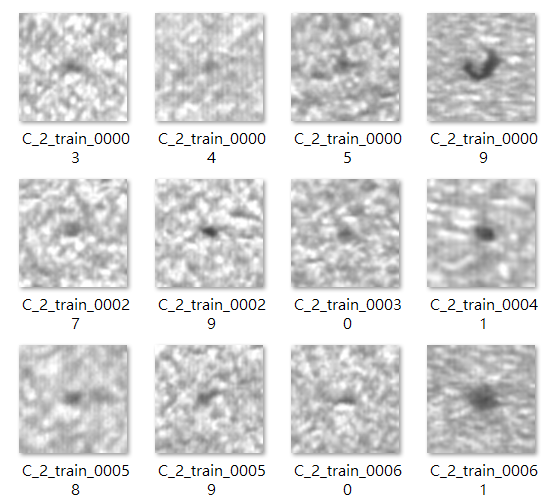 C_2_train_0000
3
C_2_train_0000
4
C_2_train_0000
5
C_2_train_0000
9
C_2_train_0002
7
C_2_train_0002
9
C_2_train_0003
0
C_2_train_0004
1
C_2_train_0005
8
C_2_train_0005
9
C_2_train_0006
0
C_2_train_0006
1